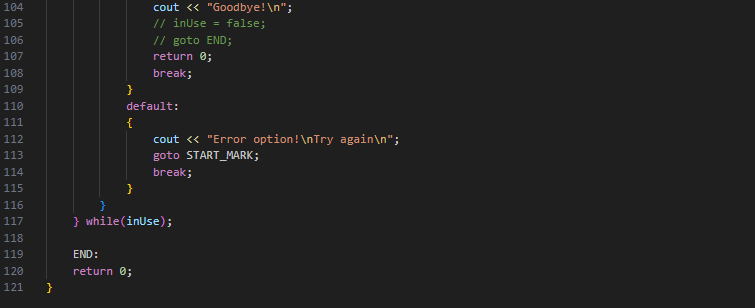 104 cout << "Goodbye!\n";
105 // inUse = false;
106 // goto END;
107 return 0;
108 break;
109 }
110 default:
111 {
112 cout << "Error option!\nTry again\n";
113 goto START_MARK;
114 break;
115 }
116 }
117 } while(inUse);
118
119 END:
120 return 0;
121 }